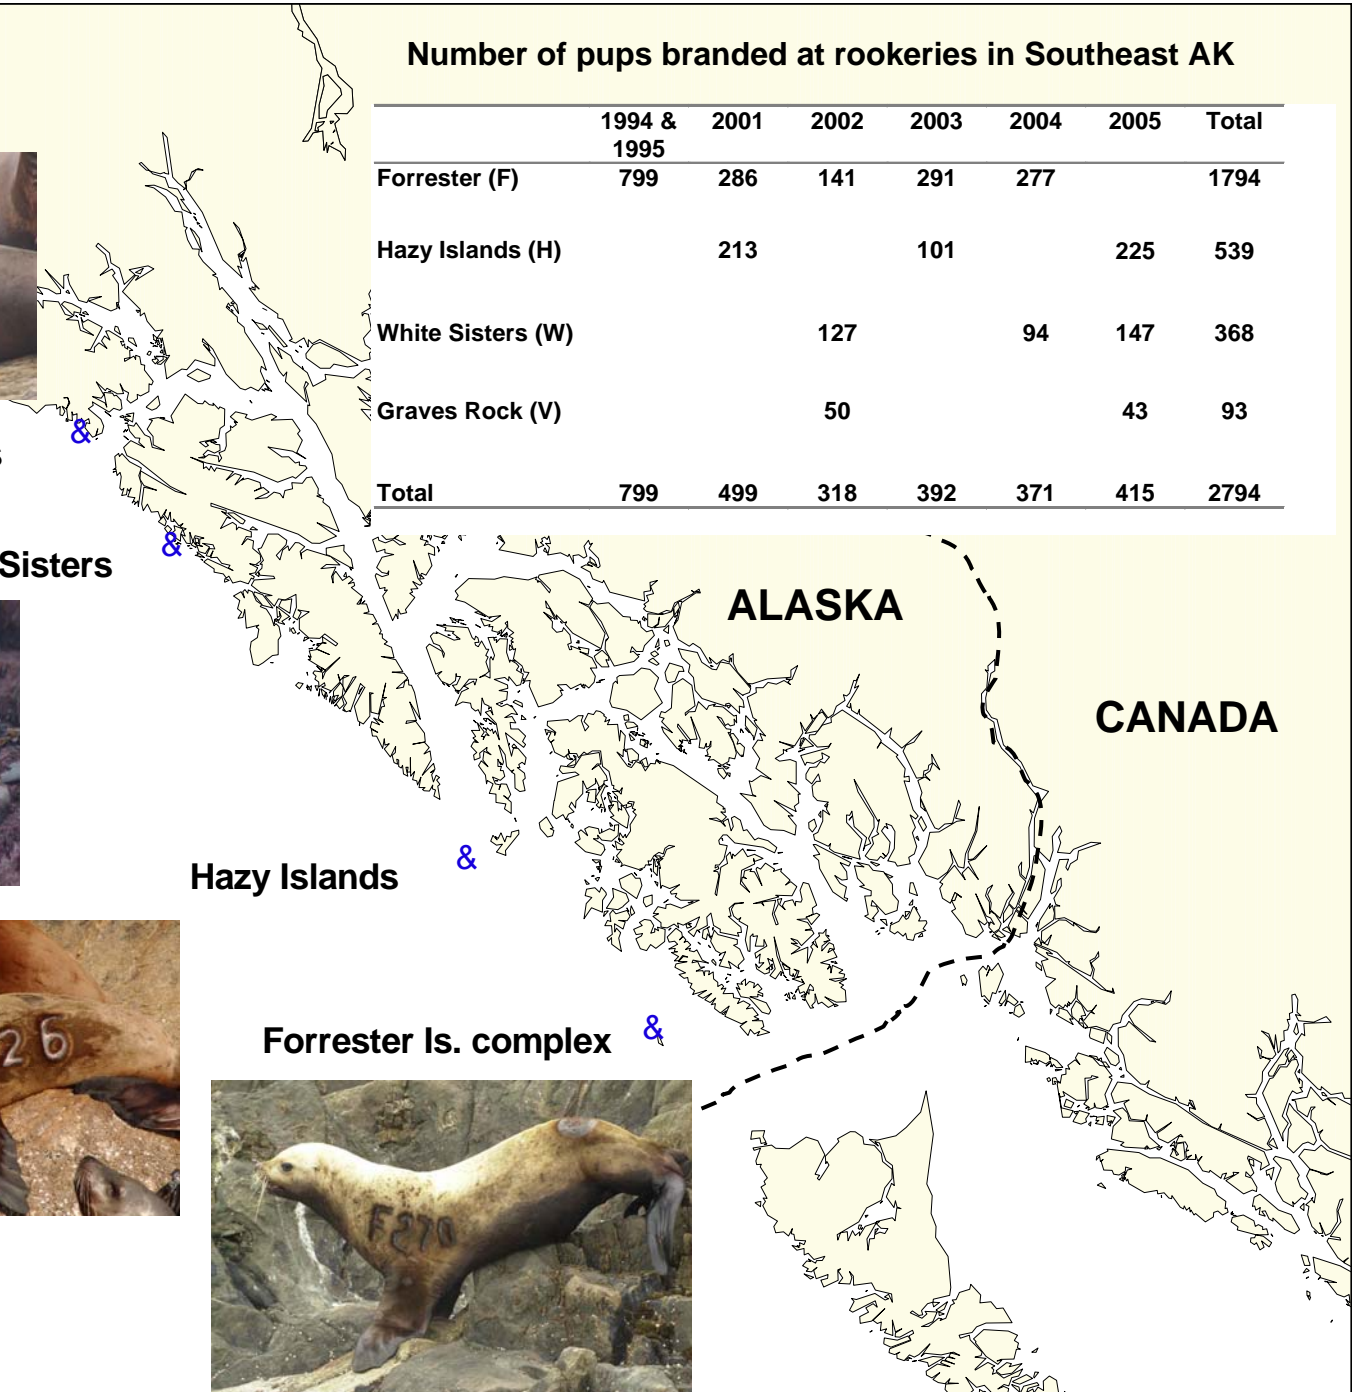 Number of pups branded at rookeries in Southeast AK
1994 & 2001 2002 2003 2004 2005 Total
1995
Forrester (F) 799 286 141 291 277 1794
Hazy Islands (H) 213 101 225 539
White Sisters (W) 127 94 147 368
Graves Rock (V) 50 43 93
Total 799 499 318 392 371 415 2794
&
s
&
Sisters
ALASKA
CANADA
&
Hazy Islands
26
&
Forrester Is. complex
F270